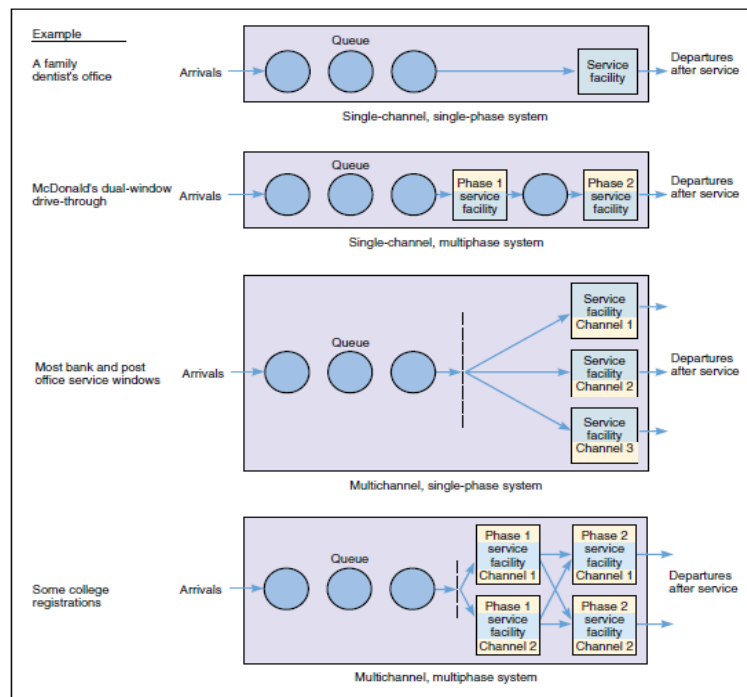 Example
A family
dentist's office
Arrivals
Queue
Service
facility
Departures
after service
Single-channel, single-phase system
McDonald's dual-window
drive-through
Arrivals
Queue
Phase 1
service
facility
Phase 2
service
facility
Departures
after service
Single-channel, multiphase system
Most bank and post
office service windows
Arrivals
Queue
Service
facility
Channel 1
Service
facility
Channel 2
Service
facility
Channel 3
Departures
after service
Multichannel, single-phase system
Some college
registrations
Arrivals
Queue
Phase 1
service
facility
Channel 1
Phase 2
service
facility
Channel 1
Phase 1
service
facility
Channel 2
Phase 2
service
facility
Channel 2
Departures
after service
Multichannel, multiphase system